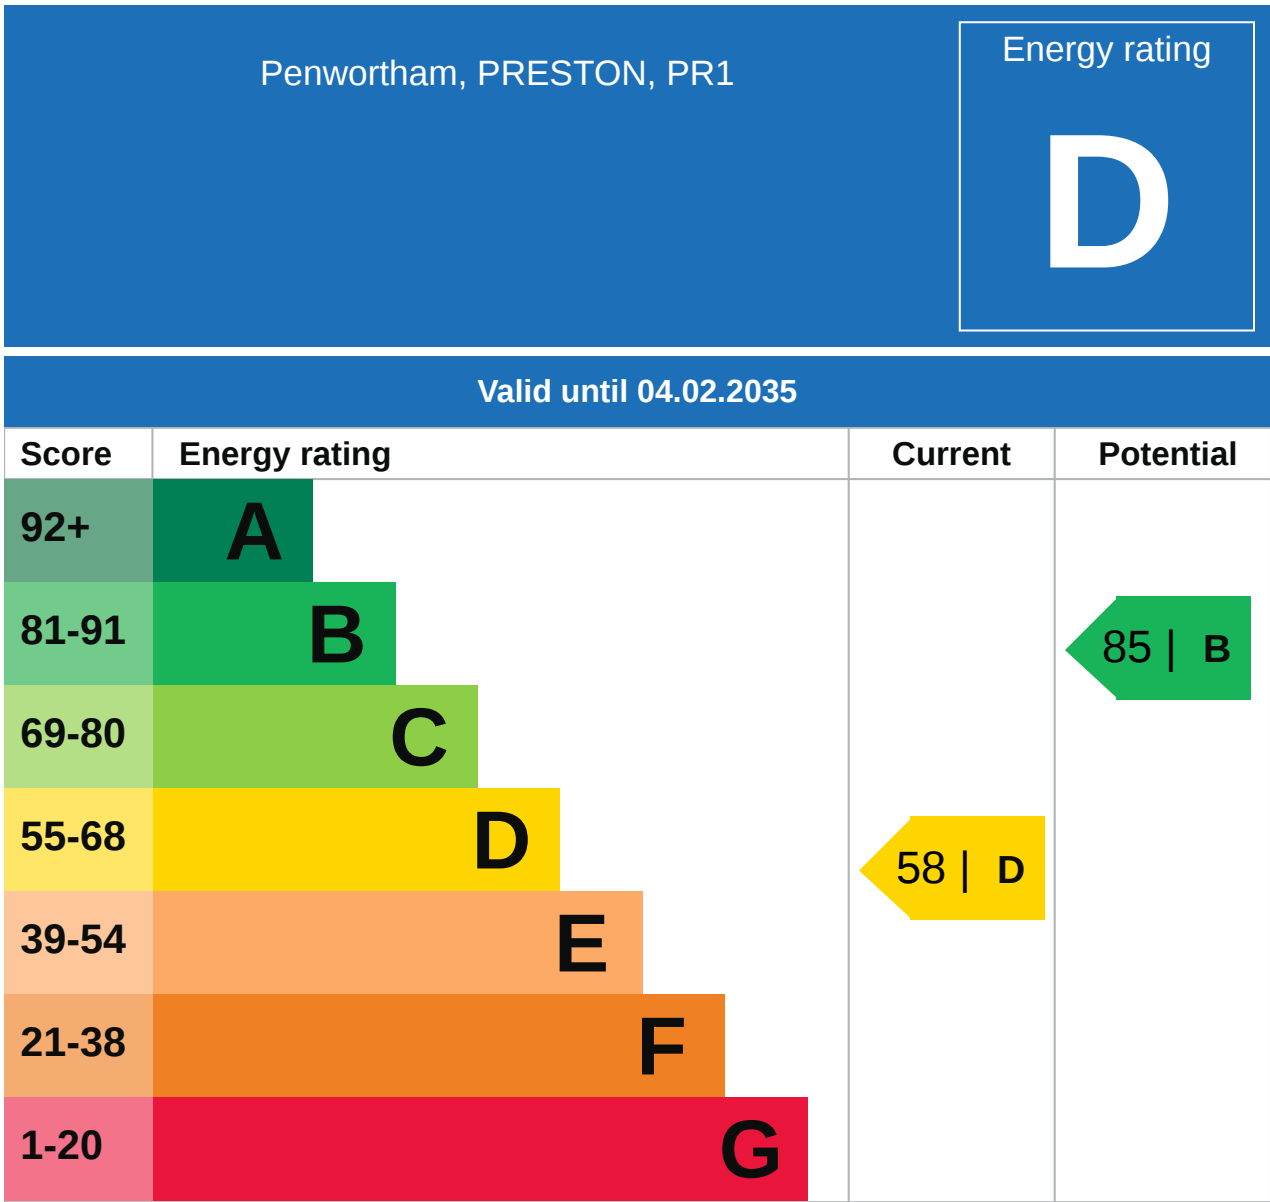 Penwortham, PRESTON, PR1
Energy rating
D
Valid until 04.02.2035
Score Energy rating Current Potential
92+ A
81-91 B 85 | B
69-80 C
55-68 D 58 | D
39-54 E
21-38 F
1-20 G